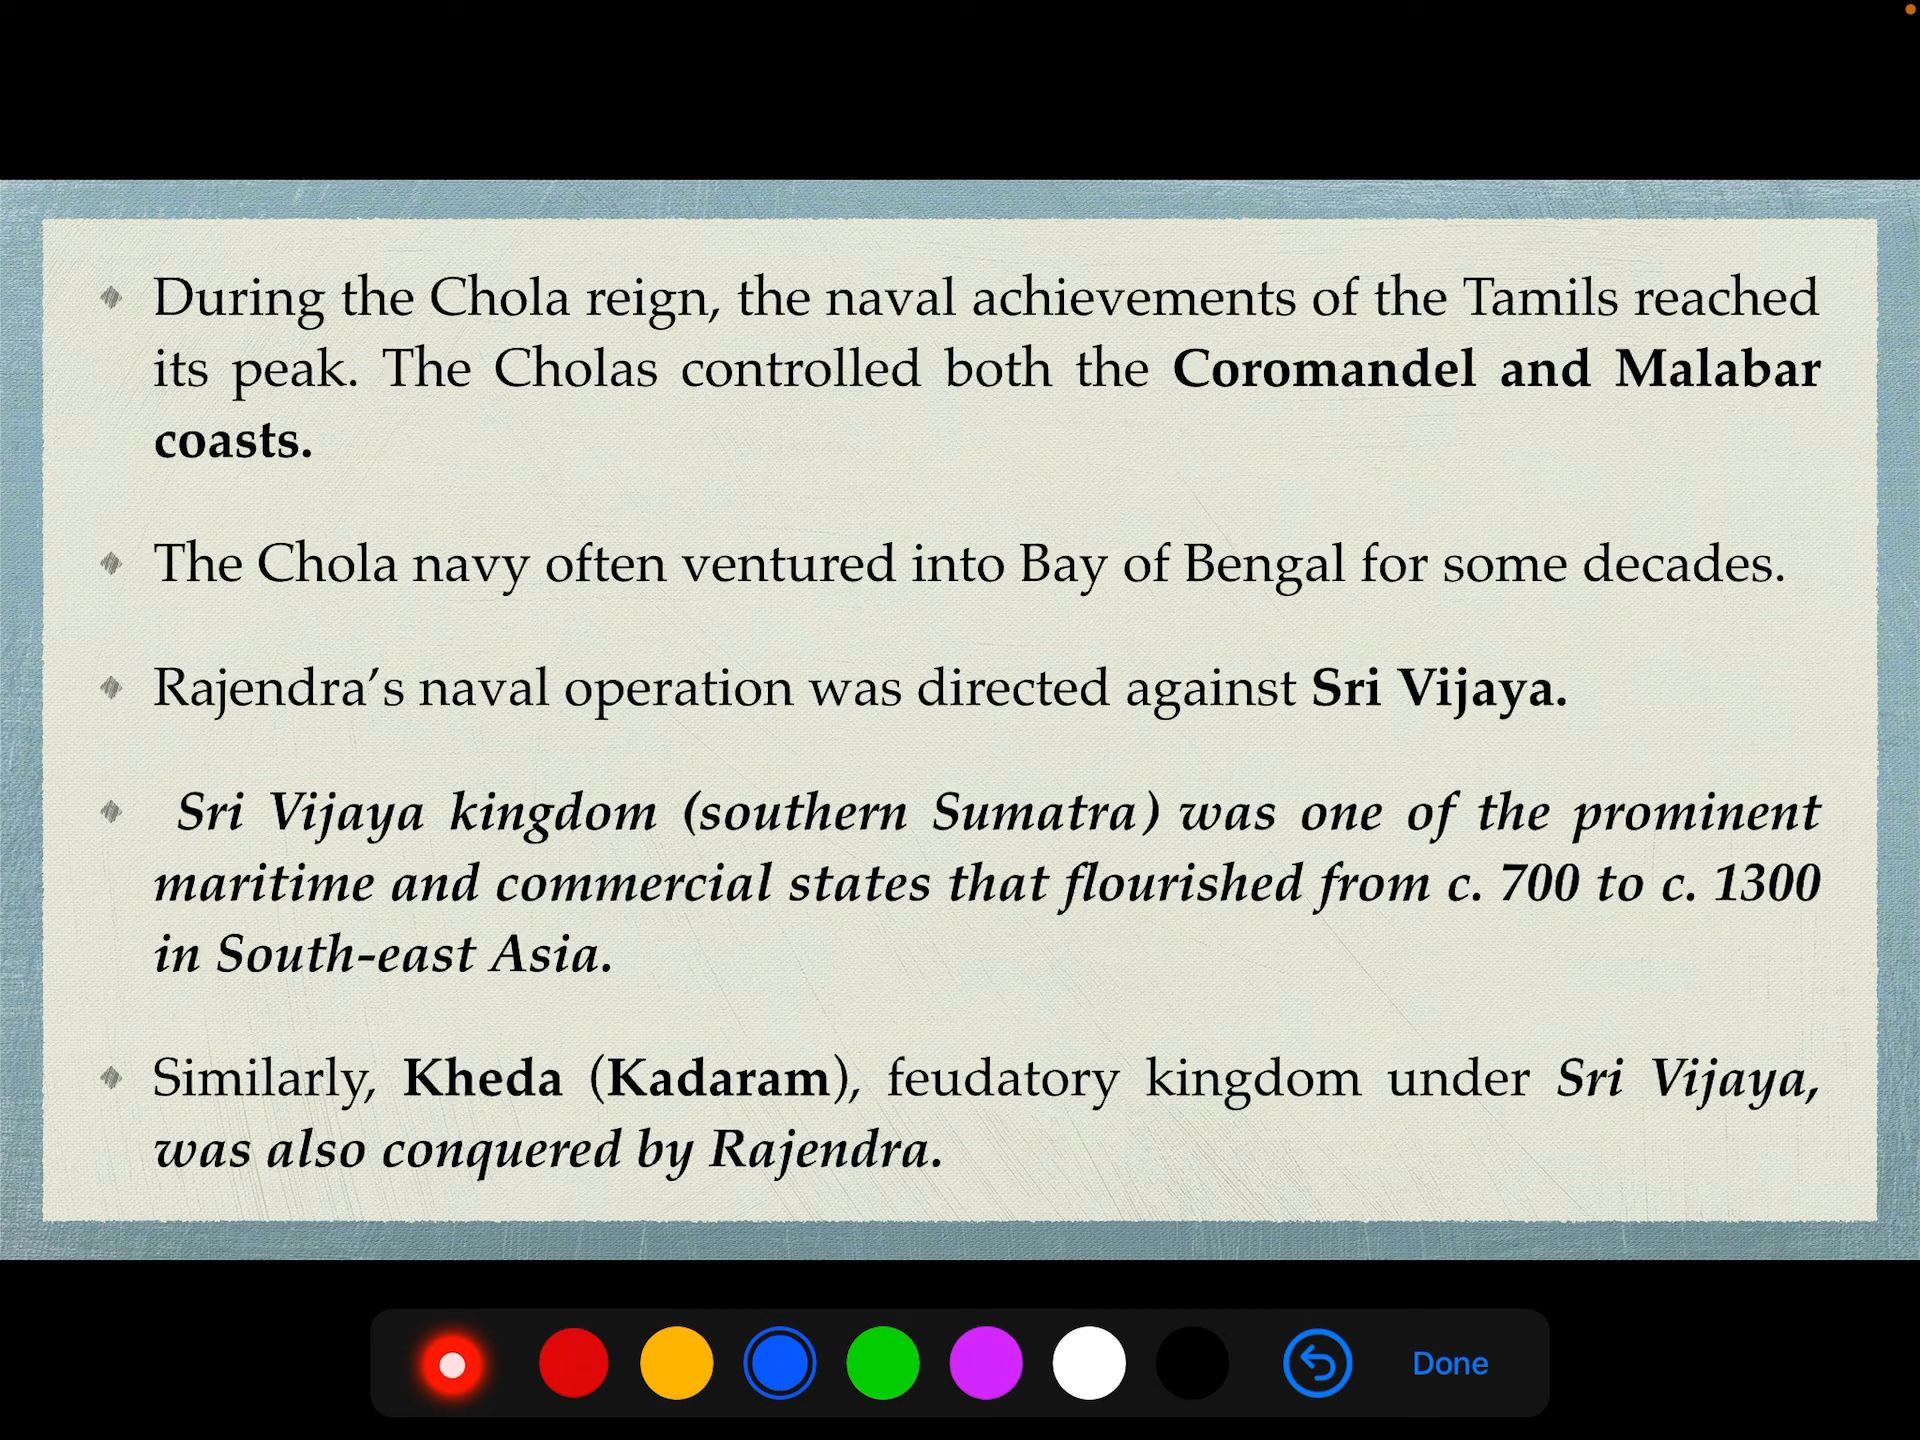 During the Chola reign, the naval achievements of the Tamils reached
its peak. The Cholas controlled both the Coromandel and Malabar
coasts.
The Chola navy often ventured into Bay of Bengal for some decades.
Rajendra’s naval operation was directed against Sri Vijaya.
Sri Vijaya kingdom (southern Sumatra) was one of the prominent
maritime and commercial states that flourished from c. 700 to c. 1300
in South-east Asia.
Similarly, Kheda (Kadaram), feudatory kingdom under Sri Vijaya,
was also conquered by Rajendra.
Done